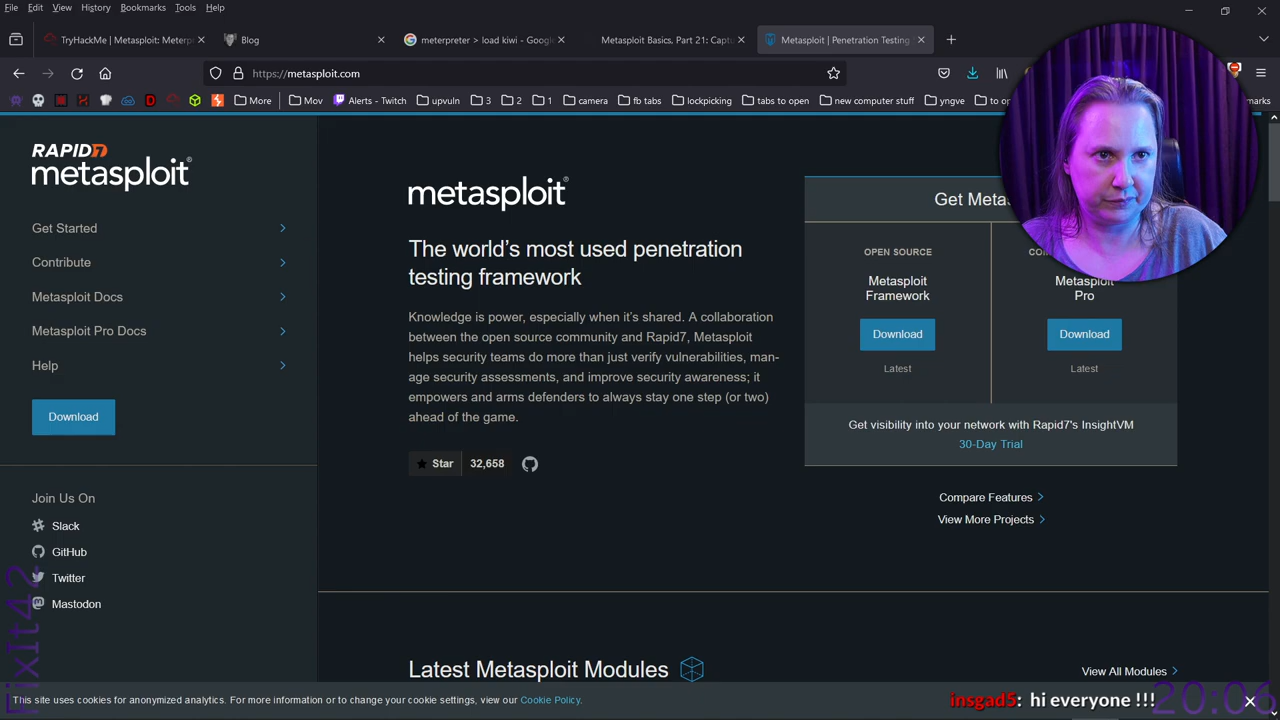 File Edit View History Bookmarks Tools Help
TryHackMe | Metasploit: Meterp
Blog
meterpreter > load kiwi - Google
Metasploit Basics, Part 21: Captu
Metasploit | Penetration Testing
https://metasploit.com
More
Mov
Alerts - Twitch
upvuln
3
2
1
camera
fb tabs
lockpicking
tabs to open
new computer stuff
yngve
to op
marks
RAPID7
metasploit®
Get Started
Contribute
Metasploit Docs
Metasploit Pro Docs
Help
Download
Join Us On
Slack
GitHub
Twitter
Mastodon
metasploit®
The world's most used penetration
testing framework
Knowledge is power, especially when it's shared. A collaboration
between the open source community and Rapid7, Metasploit
helps security teams do more than just verify vulnerabilities, man-
age security assessments, and improve security awareness; it
empowers and arms defenders to always stay one step (or two)
ahead of the game.
Star 32,658
Get Metas
OPEN SOURCE
Metasploit
Framework
Download
Latest
COM
Metasploit
Pro
Download
Latest
Get visibility into your network with Rapid7's InsightVM
30-Day Trial
Compare Features
View More Projects
Latest Metasploit Modules
View All Modules
This site uses cookies for anonymized analytics. For more information or to change your cookie settings, view our Cookie Policy.
insgad5: hi everyone !!!
20:06
FixIt42